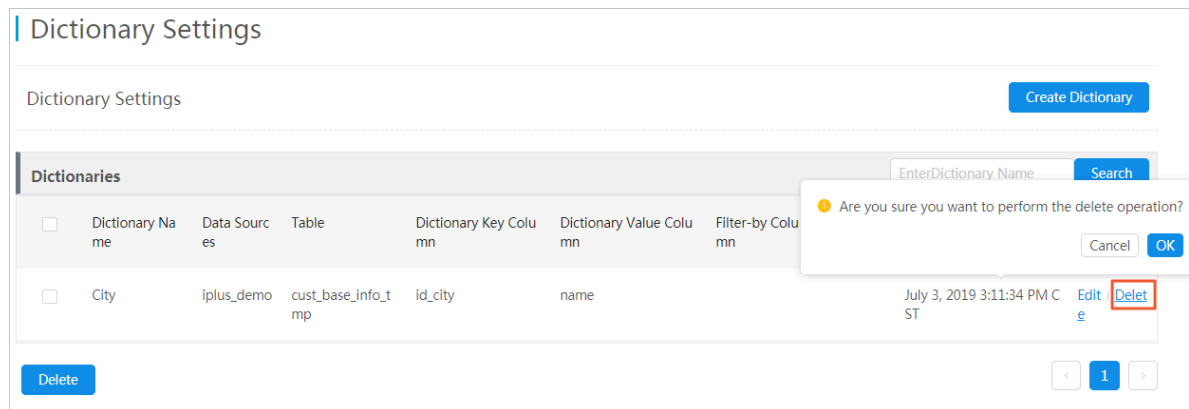 Dictionary Settings
Dictionary Settings
Create Dictionary
Dictionaries
EnterDictionary Name
Search
Are you sure you want to perform the delete operation?
Cancel
OK
Dictionary Na
me
Data Sourc
es
Table
Dictionary Key Colu
mn
Dictionary Value Colu
mn
Filter-by Colu
mn
City
iplus_demo
cust_base_info_t
mp
id_city
name
July 3, 2019 3:11:34 PM C
ST
Edit
Delet
e
Delete
<
1
>